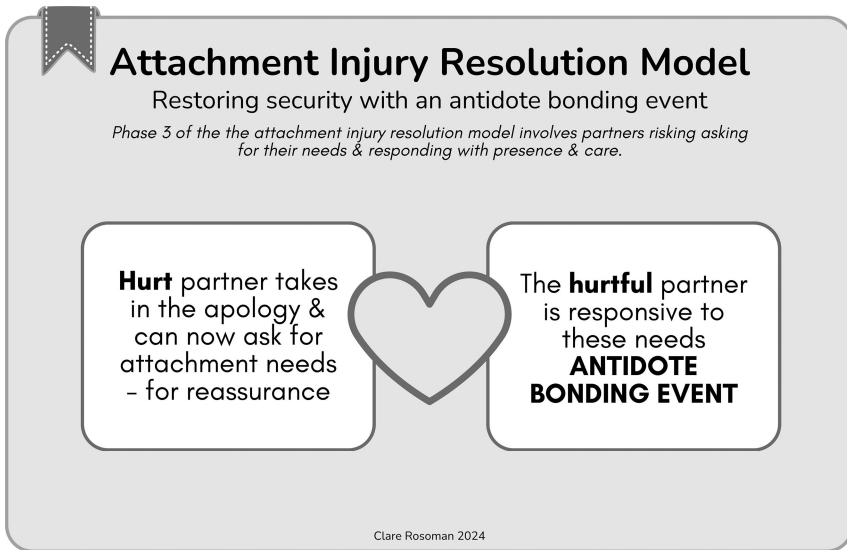 Attachment Injury Resolution Model
Restoring security with an antidote bonding event
Phase 3 of the the attachment injury resolution model involves partners risking asking
for their needs & responding with presence & care.
Hurt partner takes
in the apology &
can now ask for
attachment needs
- for reassurance
The hurtful partner
is responsive to
these needs
ANTIDOTE
BONDING EVENT
Clare Rosoman 2024